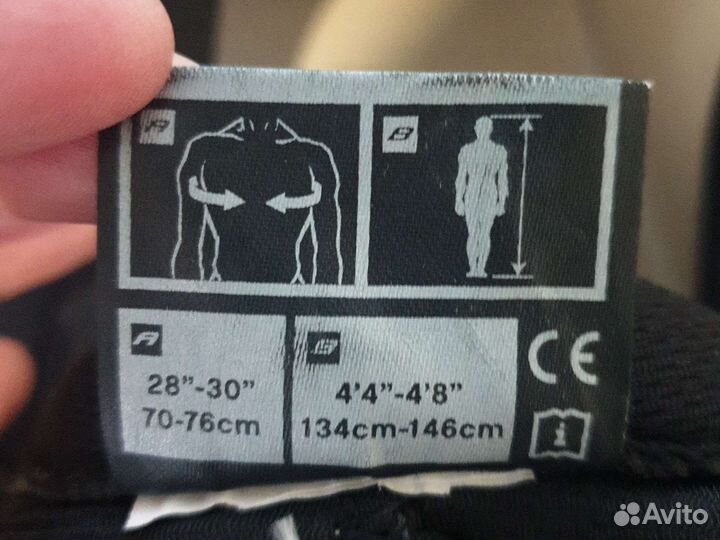 A
B
A
28”-30”
70-76cm
B
4’4”-4’8”
134cm-146cm
CE
i
Avito